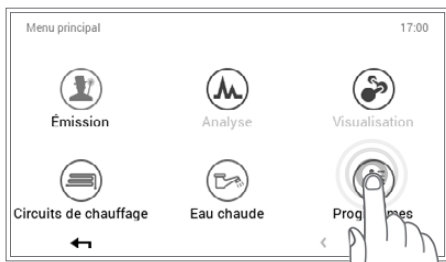 Menu principal 17:00
Émission Analyse Visualisation
Circuits de chauffage Eau chaude